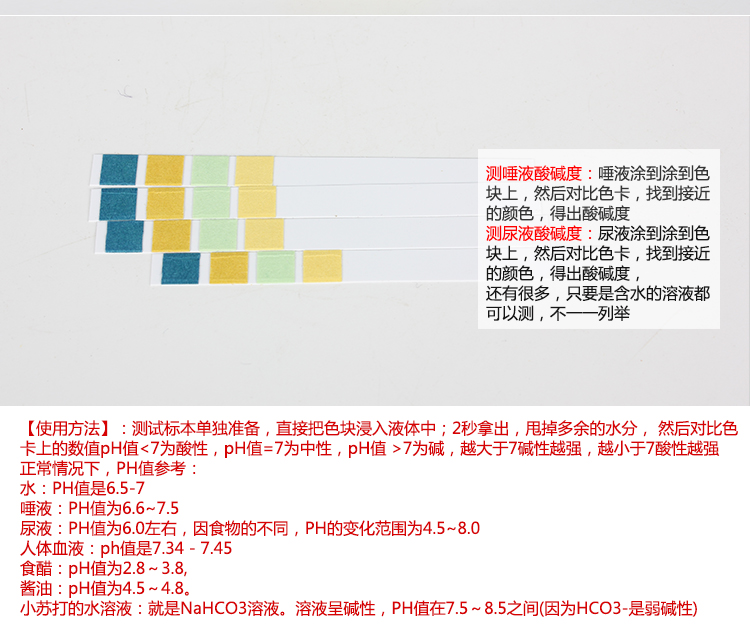 测唾液酸碱度：唾液涂到涂到色
块上，然后对比色卡，找到接近
的颜色，得出酸碱度
测尿液酸碱度：尿液涂到涂到色
块上，然后对比色卡，找到接近
的颜色，得出酸碱度，
还有很多，只要是含水的溶液都
可以测，不一一列举
【使用方法】：测试标本单独准备，直接把色块浸入液体中；2秒拿出，甩掉多余的水分， 然后对比色
卡上的数值pH值<7为酸性，pH值=7为中性，pH值 >7为碱，越大于7碱性越强，越小于7酸性越强
正常情况下，PH值参考：
水：PH值是6.5-7
唾液：PH值为6.6~7.5
尿液：PH值为6.0左右，因食物的不同，PH的变化范围为4.5~8.0
人体血液：ph值是7.34 - 7.45
食醋：pH值为2.8～3.8,
酱油：pH值为4.5～4.8。
小苏打的水溶液：就是NaHCO3溶液。溶液呈碱性，PH值在7.5～8.5之间(因为HCO3-是弱碱性)